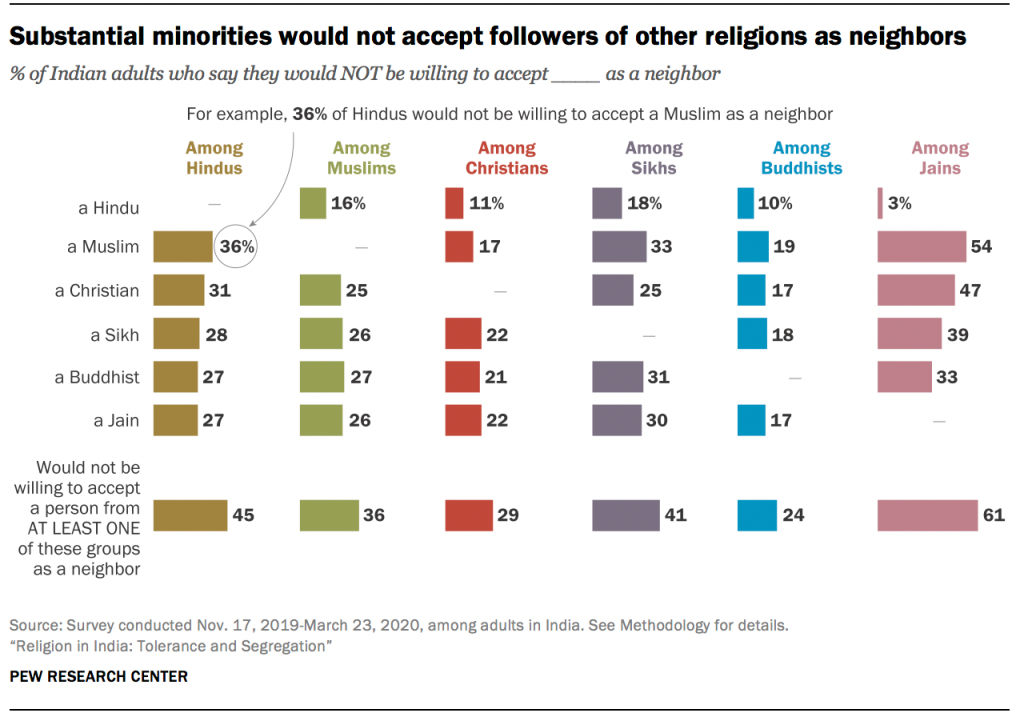 Substantial minorities would not accept followers of other religions as neighbors
% of Indian adults who say they would NOT be willing to accept ____ as a neighbor
For example, 36% of Hindus would not be willing to accept a Muslim as a neighbor
Among Hindus Among Muslims Among Christians Among Sikhs Among Buddhists Among Jains
a Hindu — 16% 11% 18% 10% 3%
a Muslim 36% — 17 33 19 54
a Christian 31 25 — 25 17 47
a Sikh 28 26 22 — 18 39
a Buddhist 27 27 21 31 — 33
a Jain 27 26 22 30 17 —
Would not be
willing to accept
a person from
AT LEAST ONE
of these groups
as a neighbor
45 36 29 41 24 61
Source: Survey conducted Nov. 17, 2019-March 23, 2020, among adults in India. See Methodology for details.
“Religion in India: Tolerance and Segregation”
PEW RESEARCH CENTER